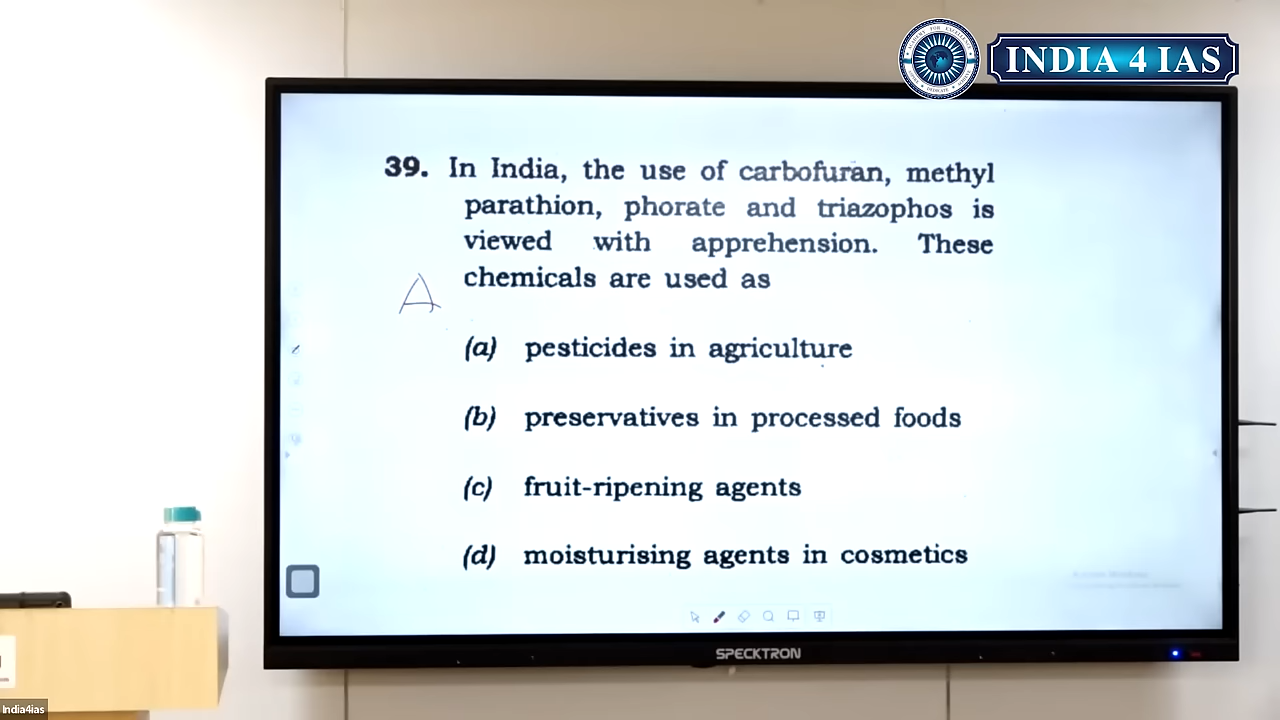 INDIA 4 IAS
39. In India, the use of carbofuran, methyl
parathion, phorate and triazophos is
viewed with apprehension. These
chemicals are used as
A
(a) pesticides in agriculture
(b) preservatives in processed foods
(c) fruit-ripening agents
(d) moisturising agents in cosmetics
SPECKTRON
India4ias